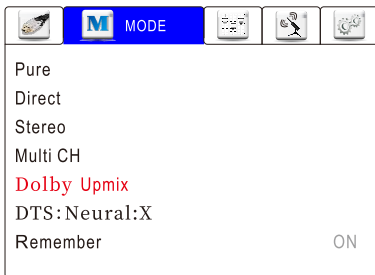 M MODE
Pure
Direct
Stereo
Multi CH
Dolby Upmix
DTS:Neural:X
Remember ON